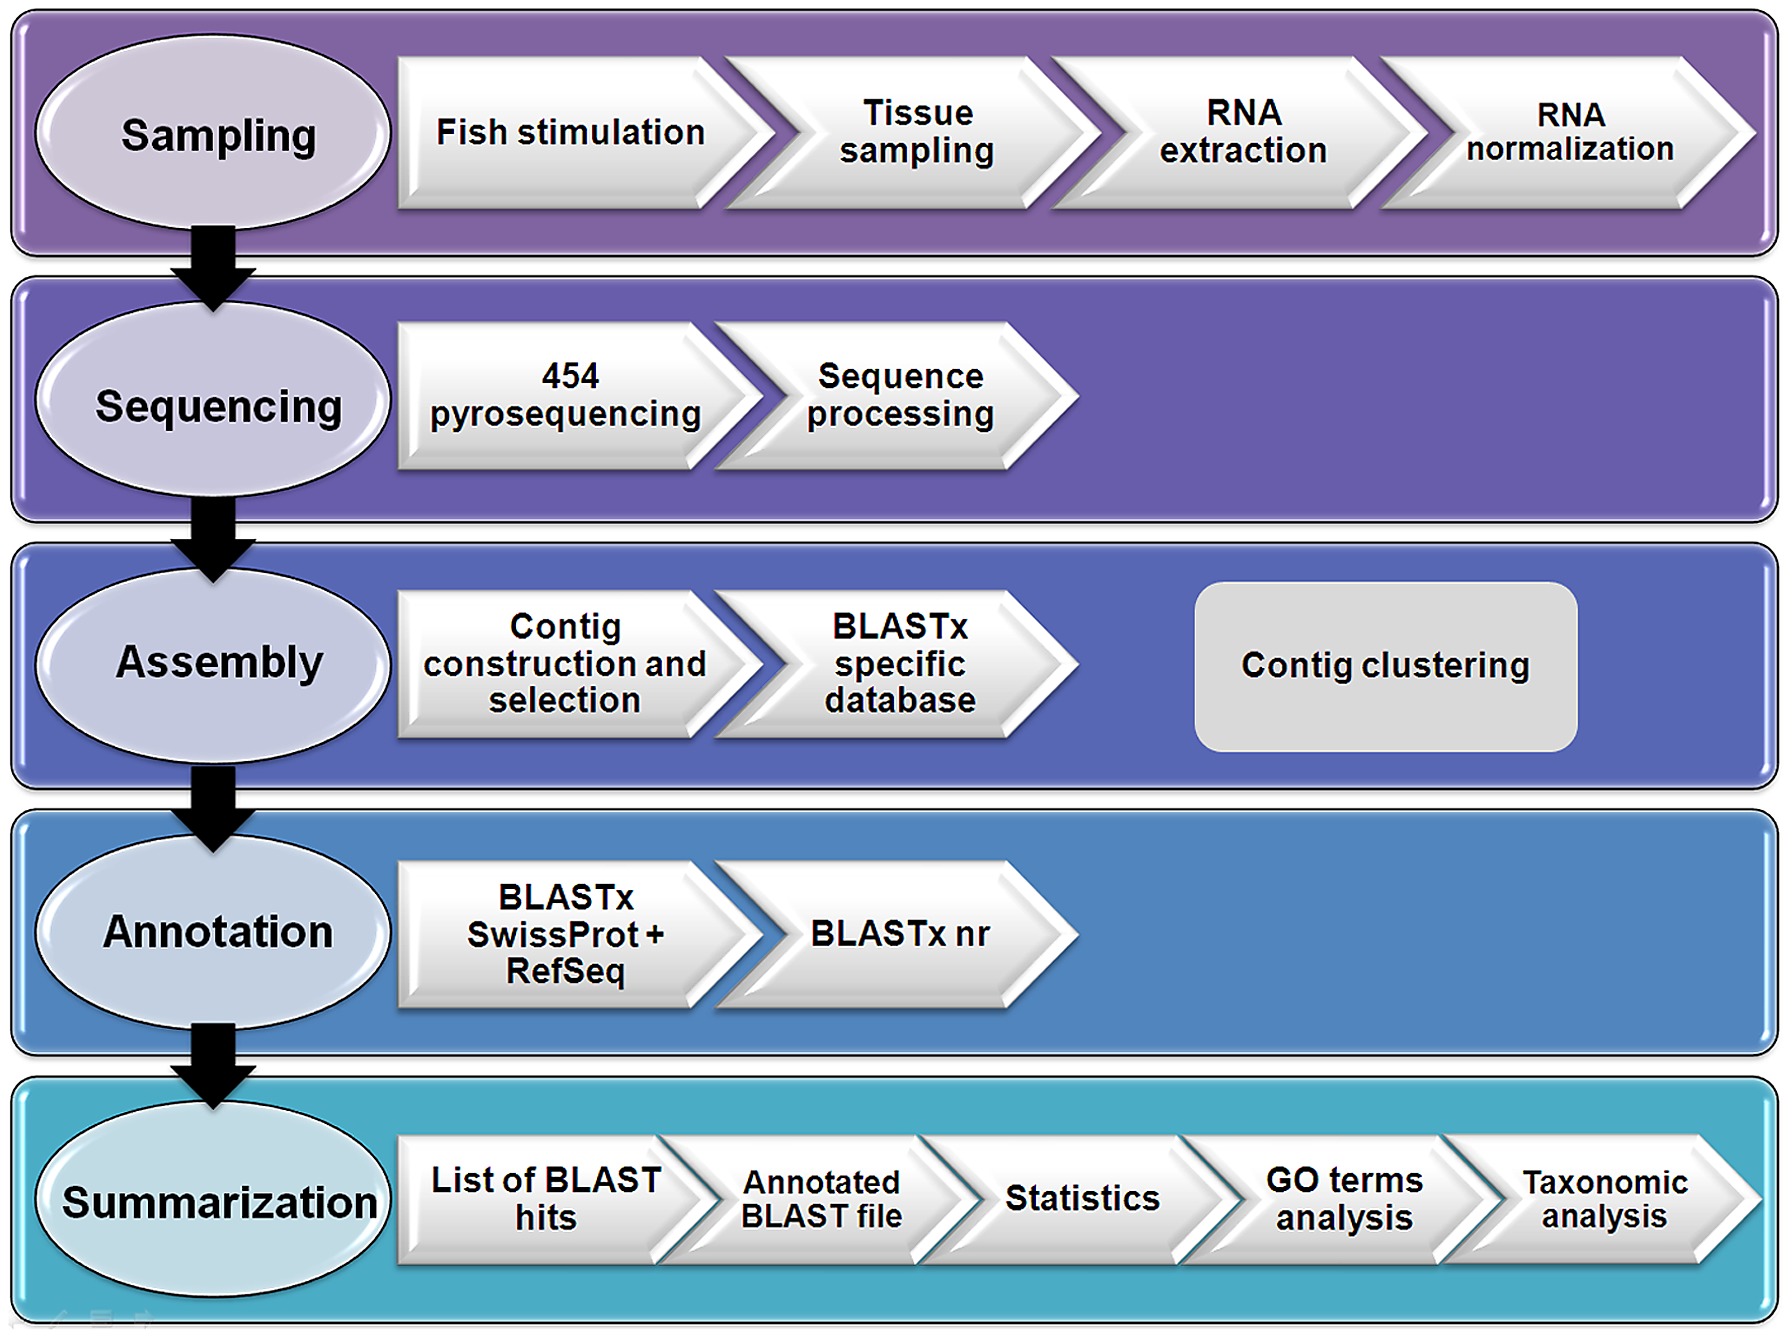 Sampling
Fish stimulation
Tissue
sampling
RNA
extraction
RNA
normalization
Sequencing
454
pyrosequencing
Sequence
processing
Assembly
Contig
construction and
selection
BLASTx
specific
database
Contig clustering
Annotation
BLASTx
SwissProt +
RefSeq
BLASTx nr
Summarization
List of BLAST
hits
Annotated
BLAST file
Statistics
GO terms
analysis
Taxonomic
analysis